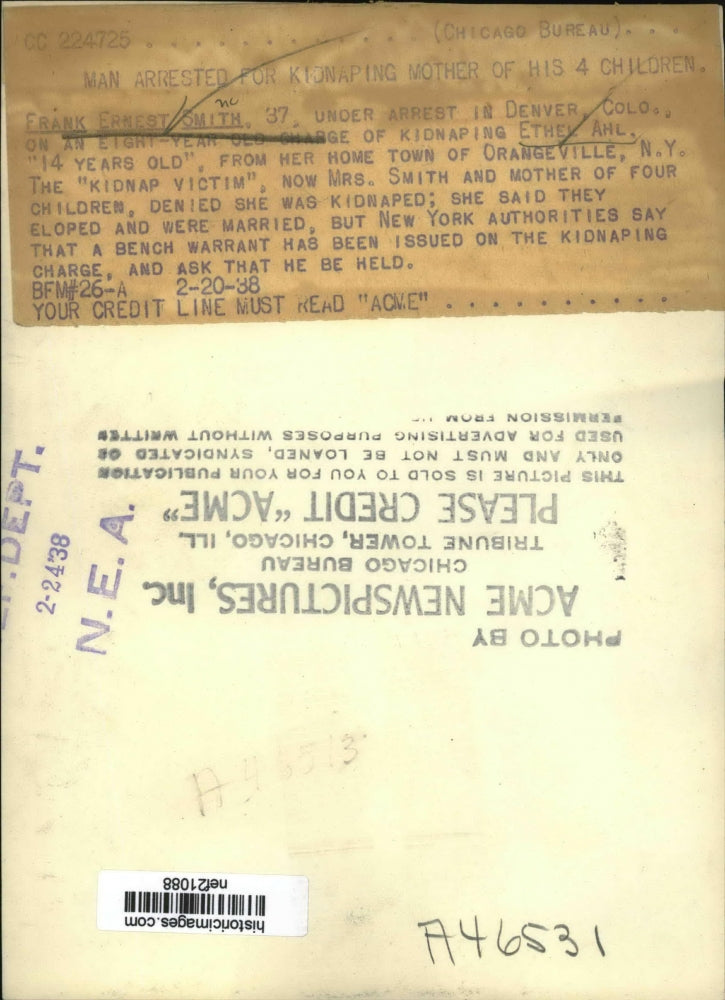 CC 224725 . . . . . . . . . . . (CHICAGO BUREAU). . .
MAN ARRESTED FOR KIDNAPING MOTHER OF HIS 4 CHILDREN.
nc
FRANK ERNEST SMITH, 37, UNDER ARREST IN DENVER, COLO.,
ON AN EIGHT-YEAR OLD CHARGE OF KIDNAPING ETHEL AHL,
"14 YEARS OLD", FROM HER HOME TOWN OF ORANGEVILLE, N.Y.
THE "KIDNAP VICTIM", NOW MRS. SMITH AND MOTHER OF FOUR
CHILDREN, DENIED SHE WAS KIDNAPED; SHE SAID THEY
ELOPED AND WERE MARRIED, BUT NEW YORK AUTHORITIES SAY
THAT A BENCH WARRANT HAS BEEN ISSUED ON THE KIDNAPING
CHARGE, AND ASK THAT HE BE HELD.
BFM#26-A 2-20-38
YOUR CREDIT LINE MUST READ "ACME" . . . . . . . . . .
PHOTO BY
ACME NEWSPICTURES, Inc.
CHICAGO BUREAU
TRIBUNE TOWER, CHICAGO, ILL.
PLEASE CREDIT "ACME"
THIS PICTURE IS SOLD TO YOU FOR YOUR PUBLICATION
ONLY AND MUST NOT BE LOANED, SYNDICATED OR
USED FOR ADVERTISING PURPOSES WITHOUT WRITTEN
PERMISSION FROM
DEPT.
2-24-38
N.E.A.
A46513
historicimages.com
nef21088
A46531